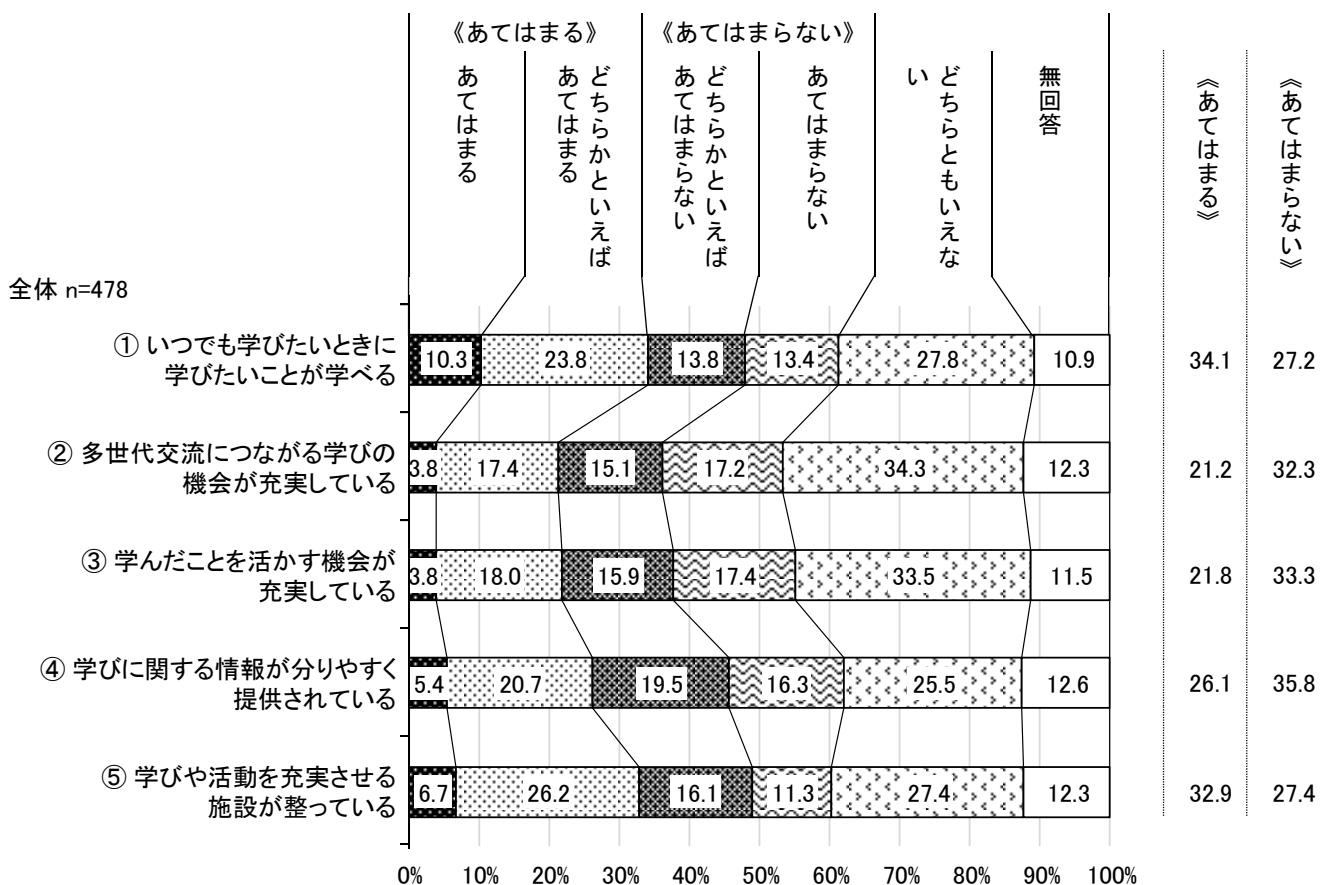 《あてはまる》
《あてはまらない》
あてはまる
どちらかといえば
あてはまる
どちらかといえば
あてはまらない
あてはまらない
どちらともいえな
い
無回答
《あてはまる》
《あてはまらない》
全体 n=478
① いつでも学びたいときに
学びたいことが学べる
10.3 23.8 13.8 13.4 27.8 10.9 34.1 27.2
② 多世代交流につながる学びの
機会が充実している
3.8 17.4 15.1 17.2 34.3 12.3 21.2 32.3
③ 学んだことを活かす機会が
充実している
3.8 18.0 15.9 17.4 33.5 11.5 21.8 33.3
④ 学びに関する情報が分りやすく
提供されている
5.4 20.7 19.5 16.3 25.5 12.6 26.1 35.8
⑤ 学びや活動を充実させる
施設が整っている
6.7 26.2 16.1 11.3 27.4 12.3 32.9 27.4
0% 10% 20% 30% 40% 50% 60% 70% 80% 90% 100%